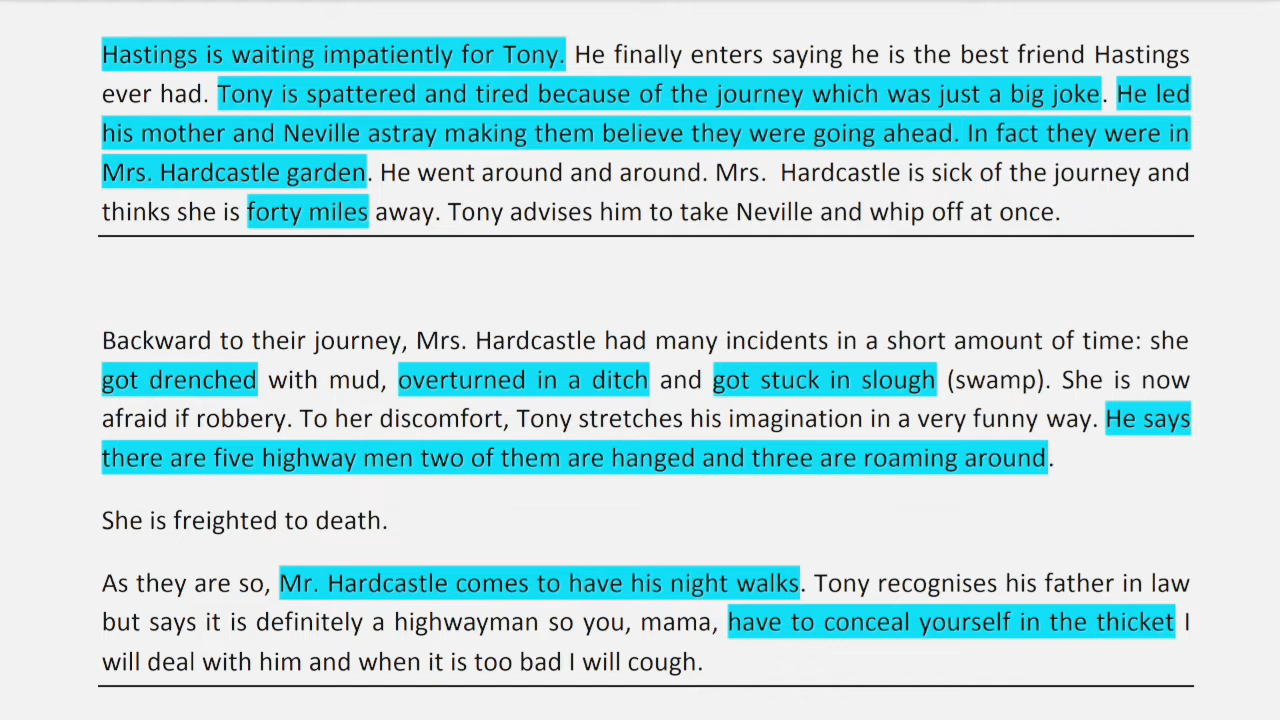 Hastings is waiting impatiently for Tony. He finally enters saying he is the best friend Hastings
ever had. Tony is spattered and tired because of the journey which was just a big joke. He led
his mother and Neville astray making them believe they were going ahead. In fact they were in
Mrs. Hardcastle garden. He went around and around. Mrs. Hardcastle is sick of the journey and
thinks she is forty miles away. Tony advises him to take Neville and whip off at once.
Backward to their journey, Mrs. Hardcastle had many incidents in a short amount of time: she
got drenched with mud, overturned in a ditch and got stuck in slough (swamp). She is now
afraid if robbery. To her discomfort, Tony stretches his imagination in a very funny way. He says
there are five highway men two of them are hanged and three are roaming around.
She is freighted to death.
As they are so, Mr. Hardcastle comes to have his night walks. Tony recognises his father in law
but says it is definitely a highwayman so you, mama, have to conceal yourself in the thicket I
will deal with him and when it is too bad I will cough.